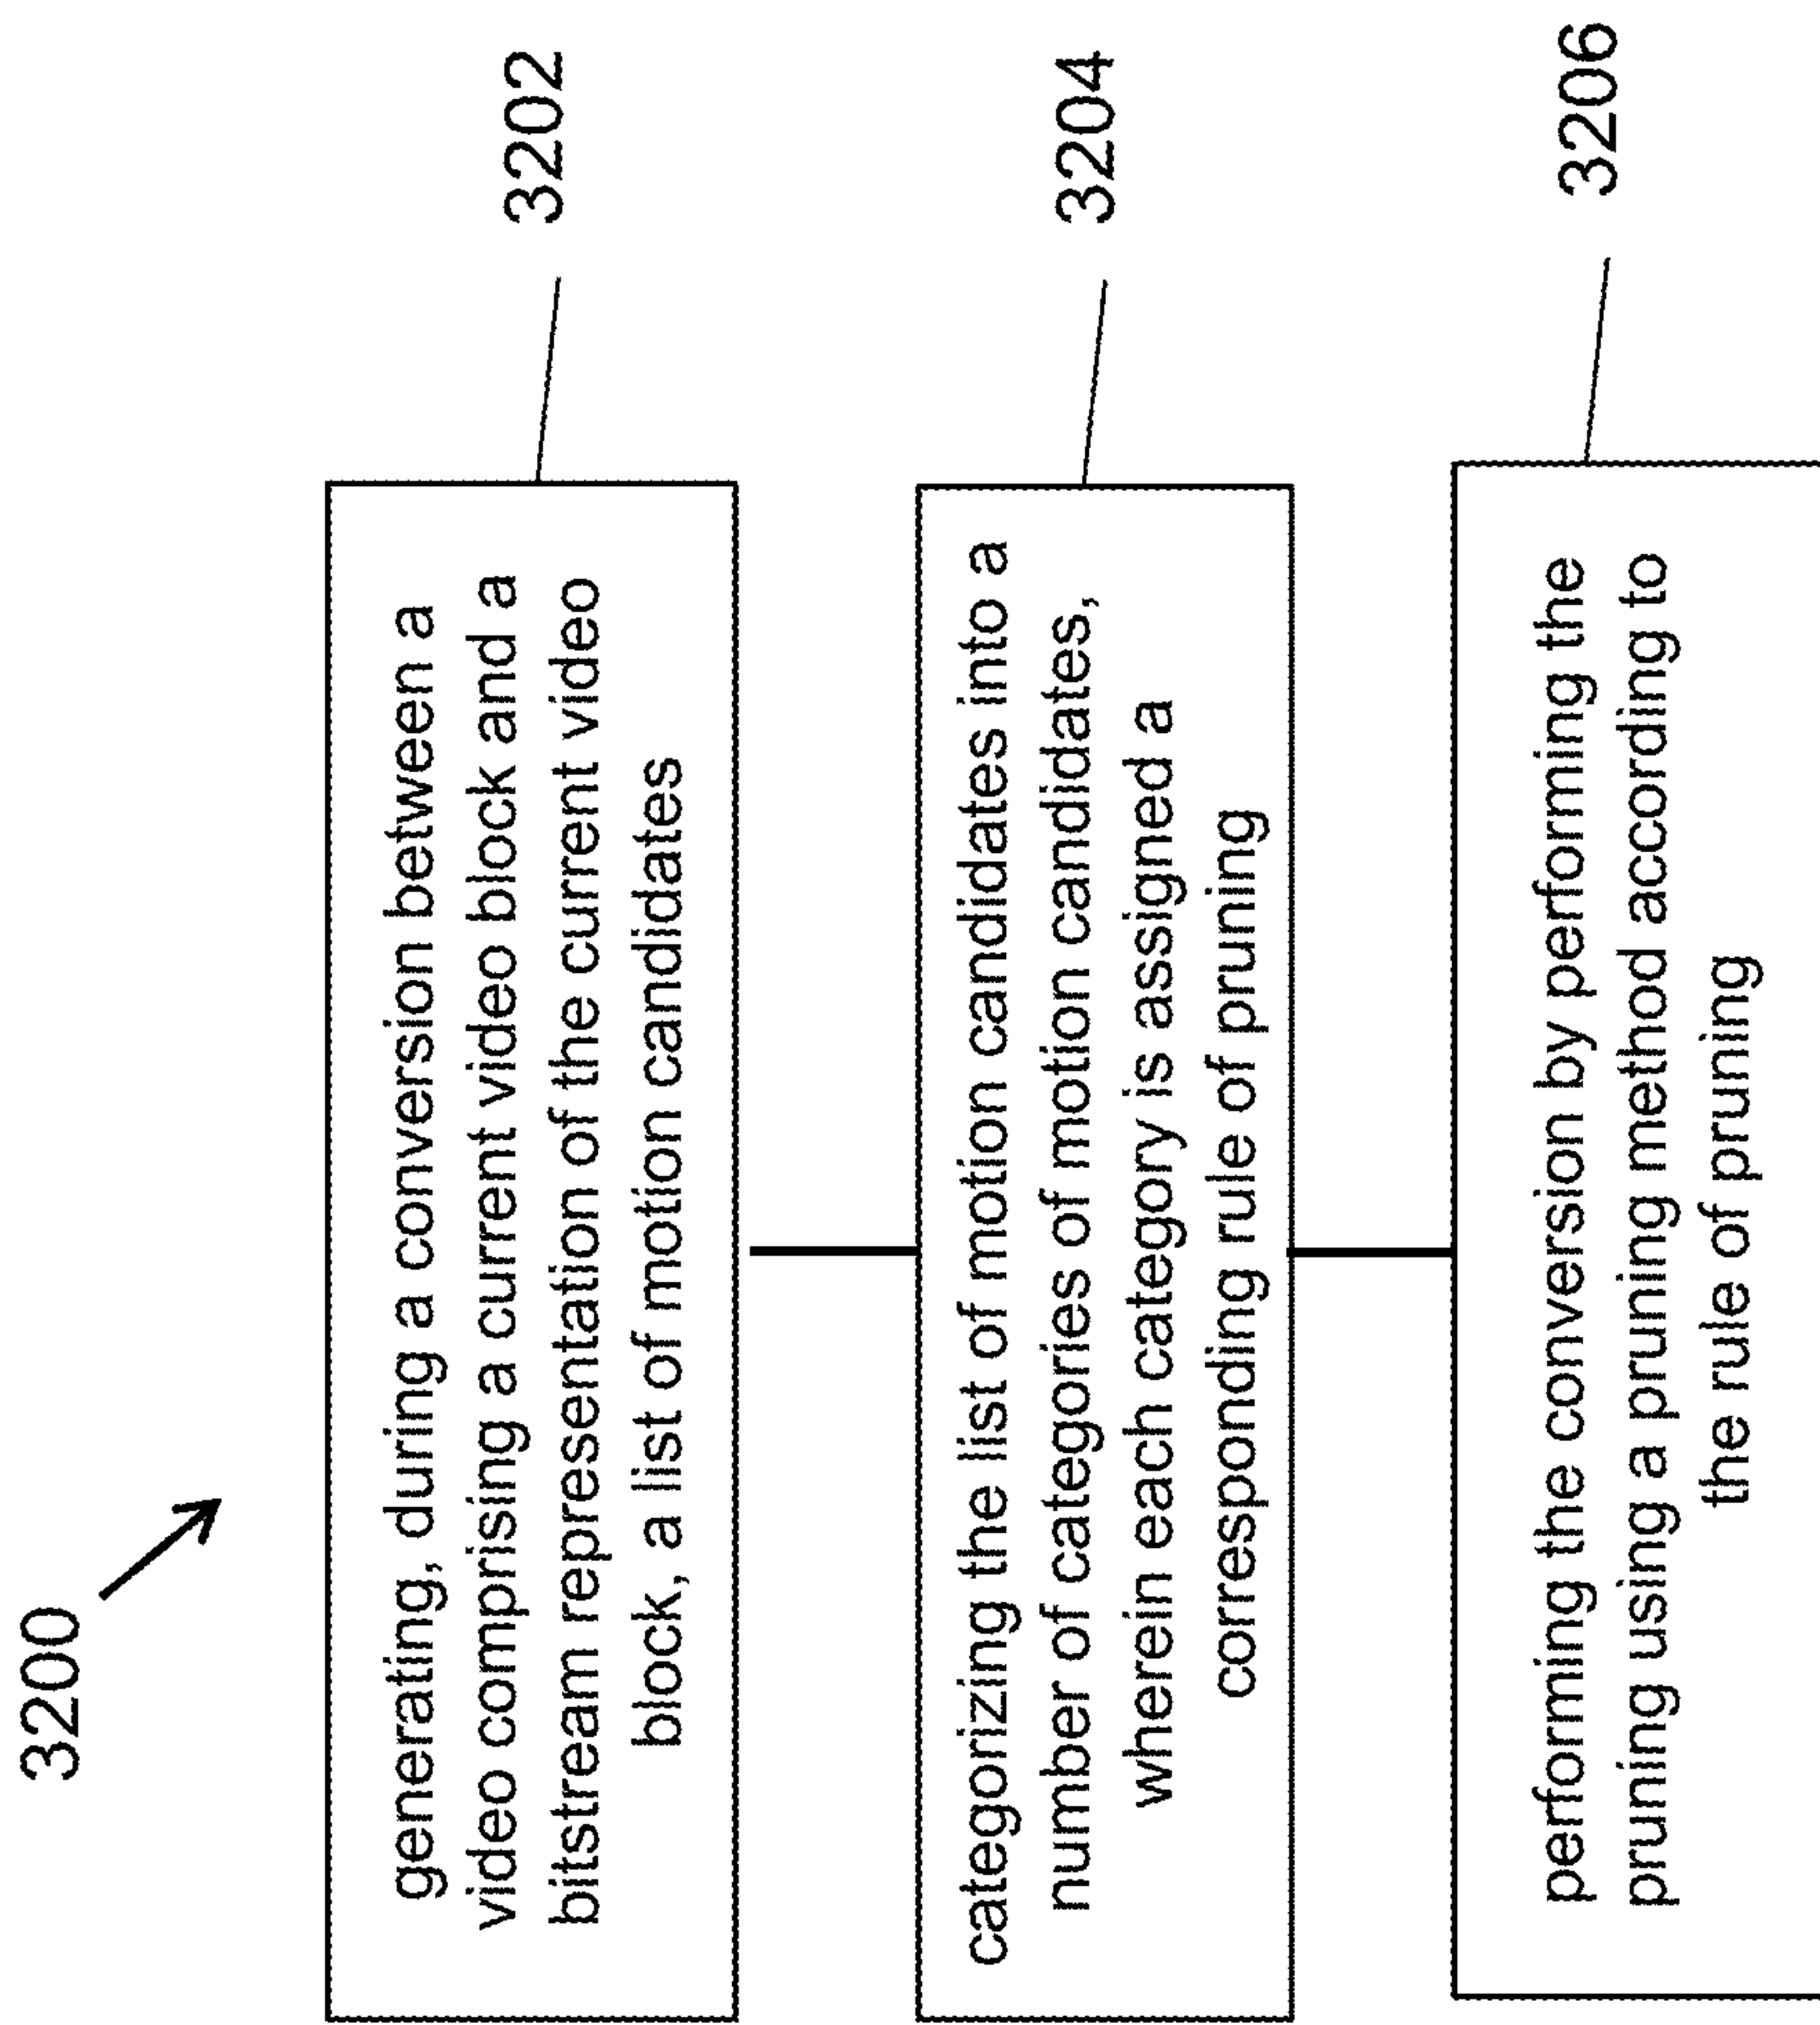 3200
generating, during a conversion between a
video comprising a current video block and a
bitstream representation of the current video
block, a list of motion candidates
3202
categorizing the list of motion candidates into a
number of categories of motion candidates,
wherein each category is assigned a
corresponding rule of pruning
3204
performing the conversion by performing the
pruning using a pruning method according to
the rule of pruning
3206